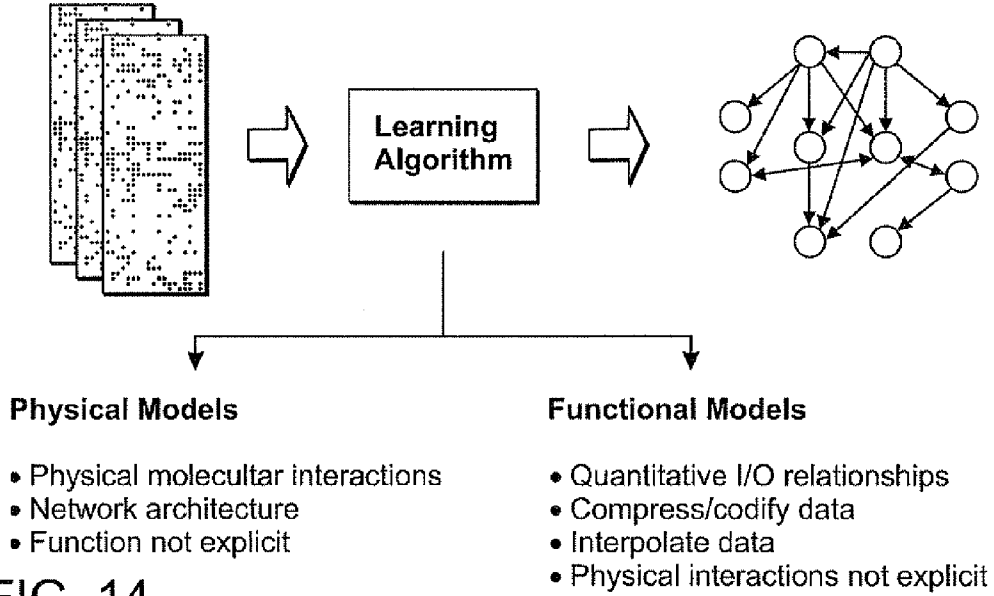 Learning
Algorithm
Physical Models
• Physical molectar interactions
• Network architecture
• Function not explicit
Functional Models
• Quantitative I/O relationships
• Compress/codify data
• Interpolate data
• Physical interactions not explicit
FIG. 14